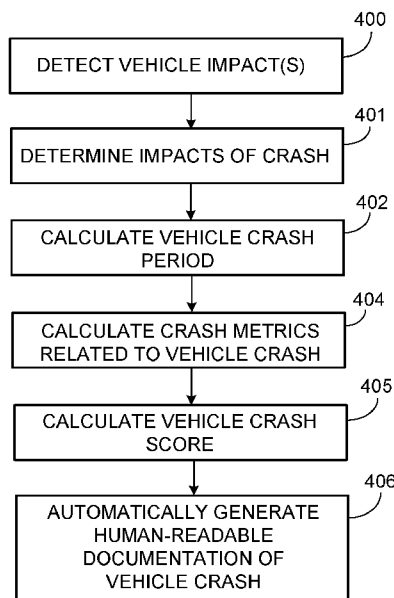 400
DETECT VEHICLE IMPACT(S)
401
DETERMINE IMPACTS OF CRASH
402
CALCULATE VEHICLE CRASH
PERIOD
404
CALCULATE CRASH METRICS
RELATED TO VEHICLE CRASH
405
CALCULATE VEHICLE CRASH
SCORE
406
AUTOMATICALLY GENERATE
HUMAN-READABLE
DOCUMENTATION OF
VEHICLE CRASH